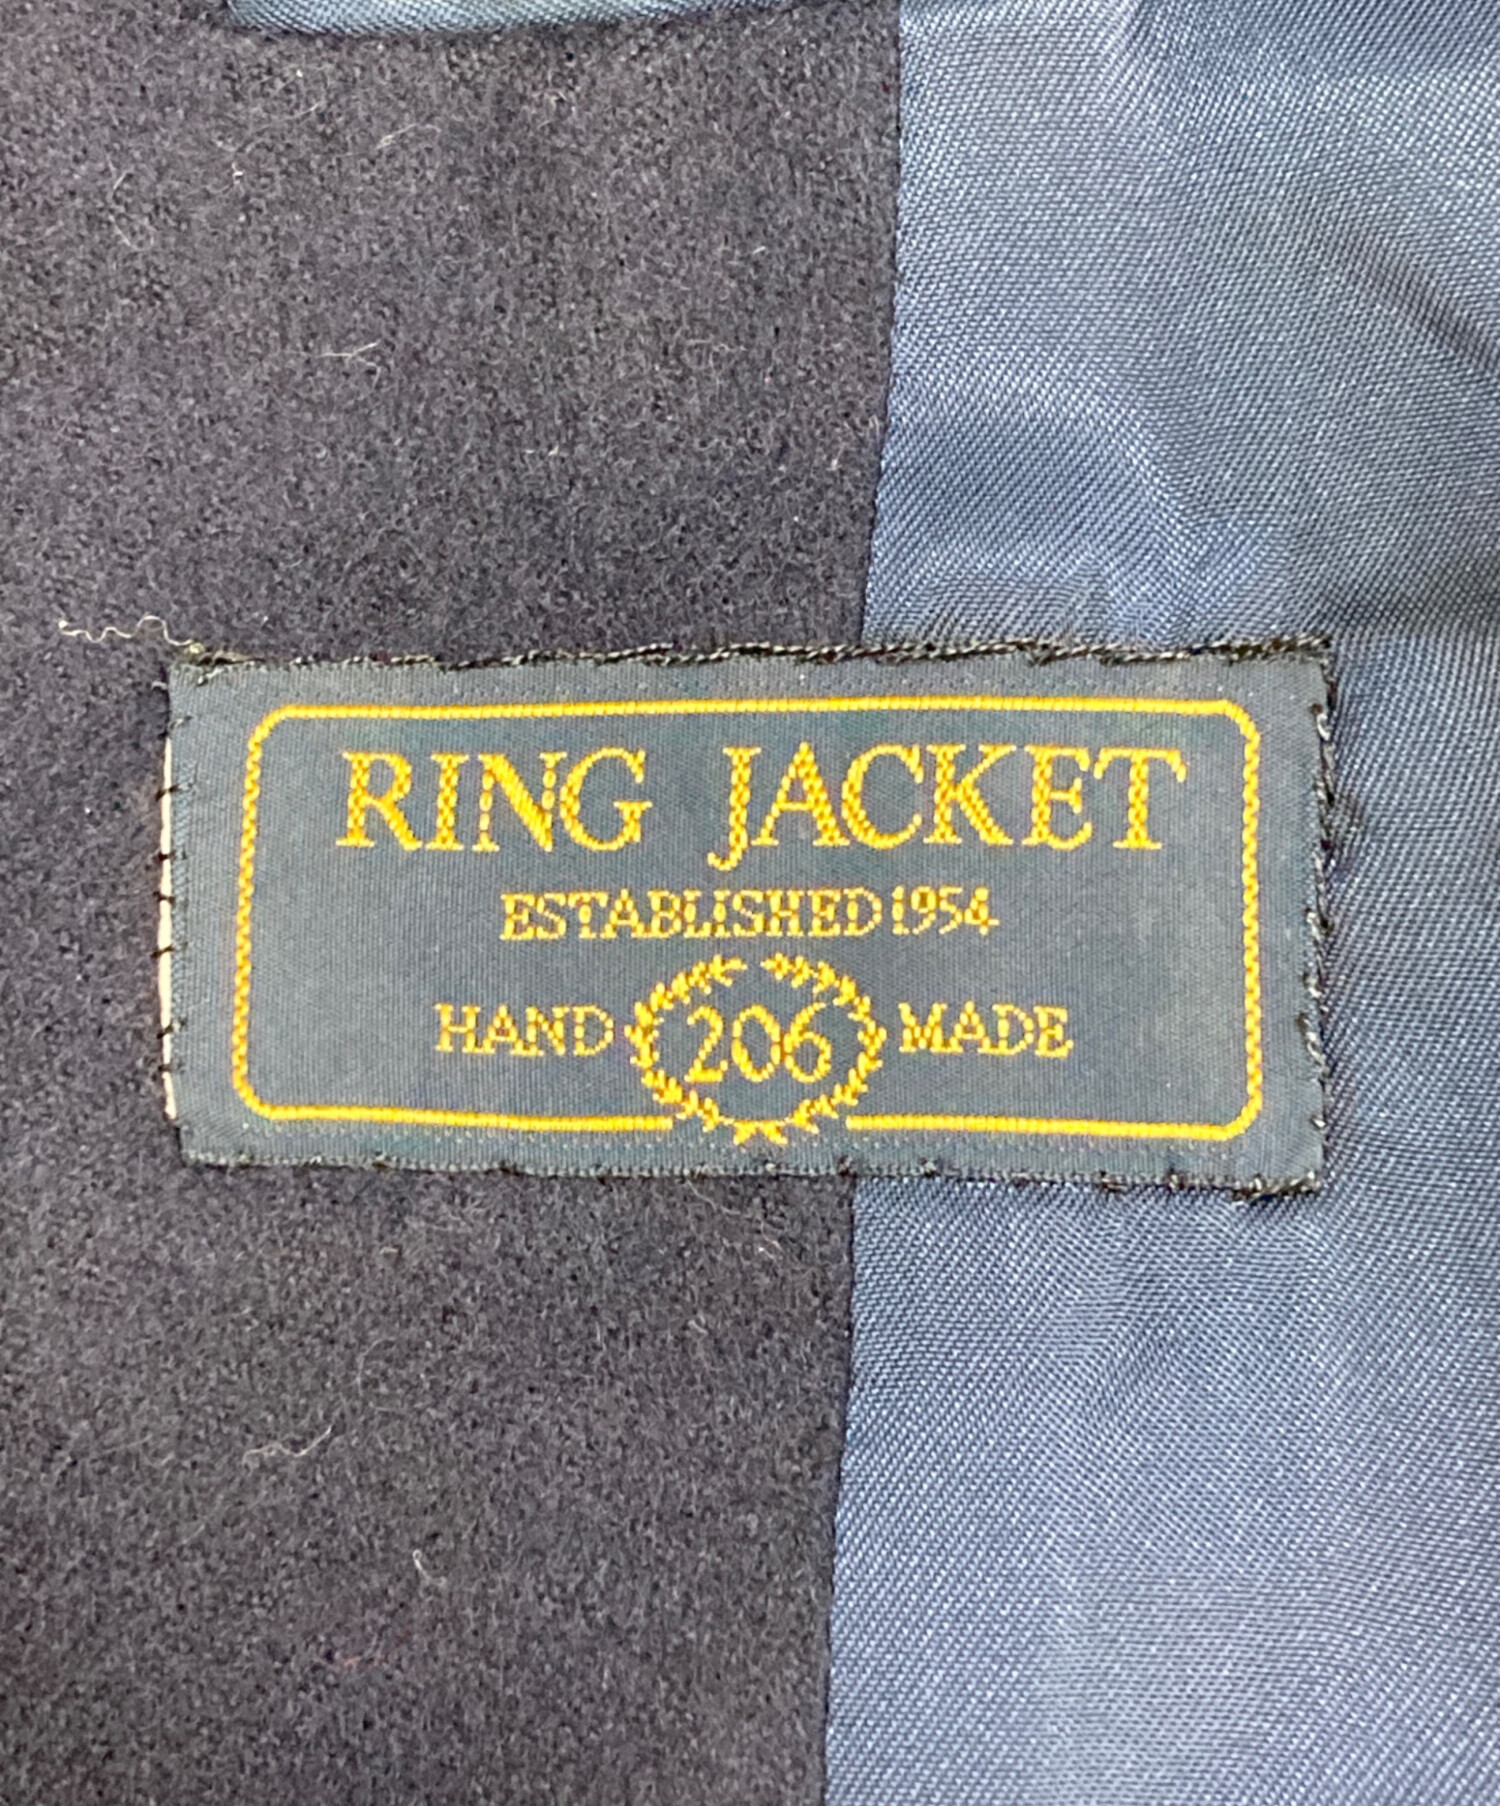 RING JACKET
ESTABLISHED 1954
HAND 206 MADE